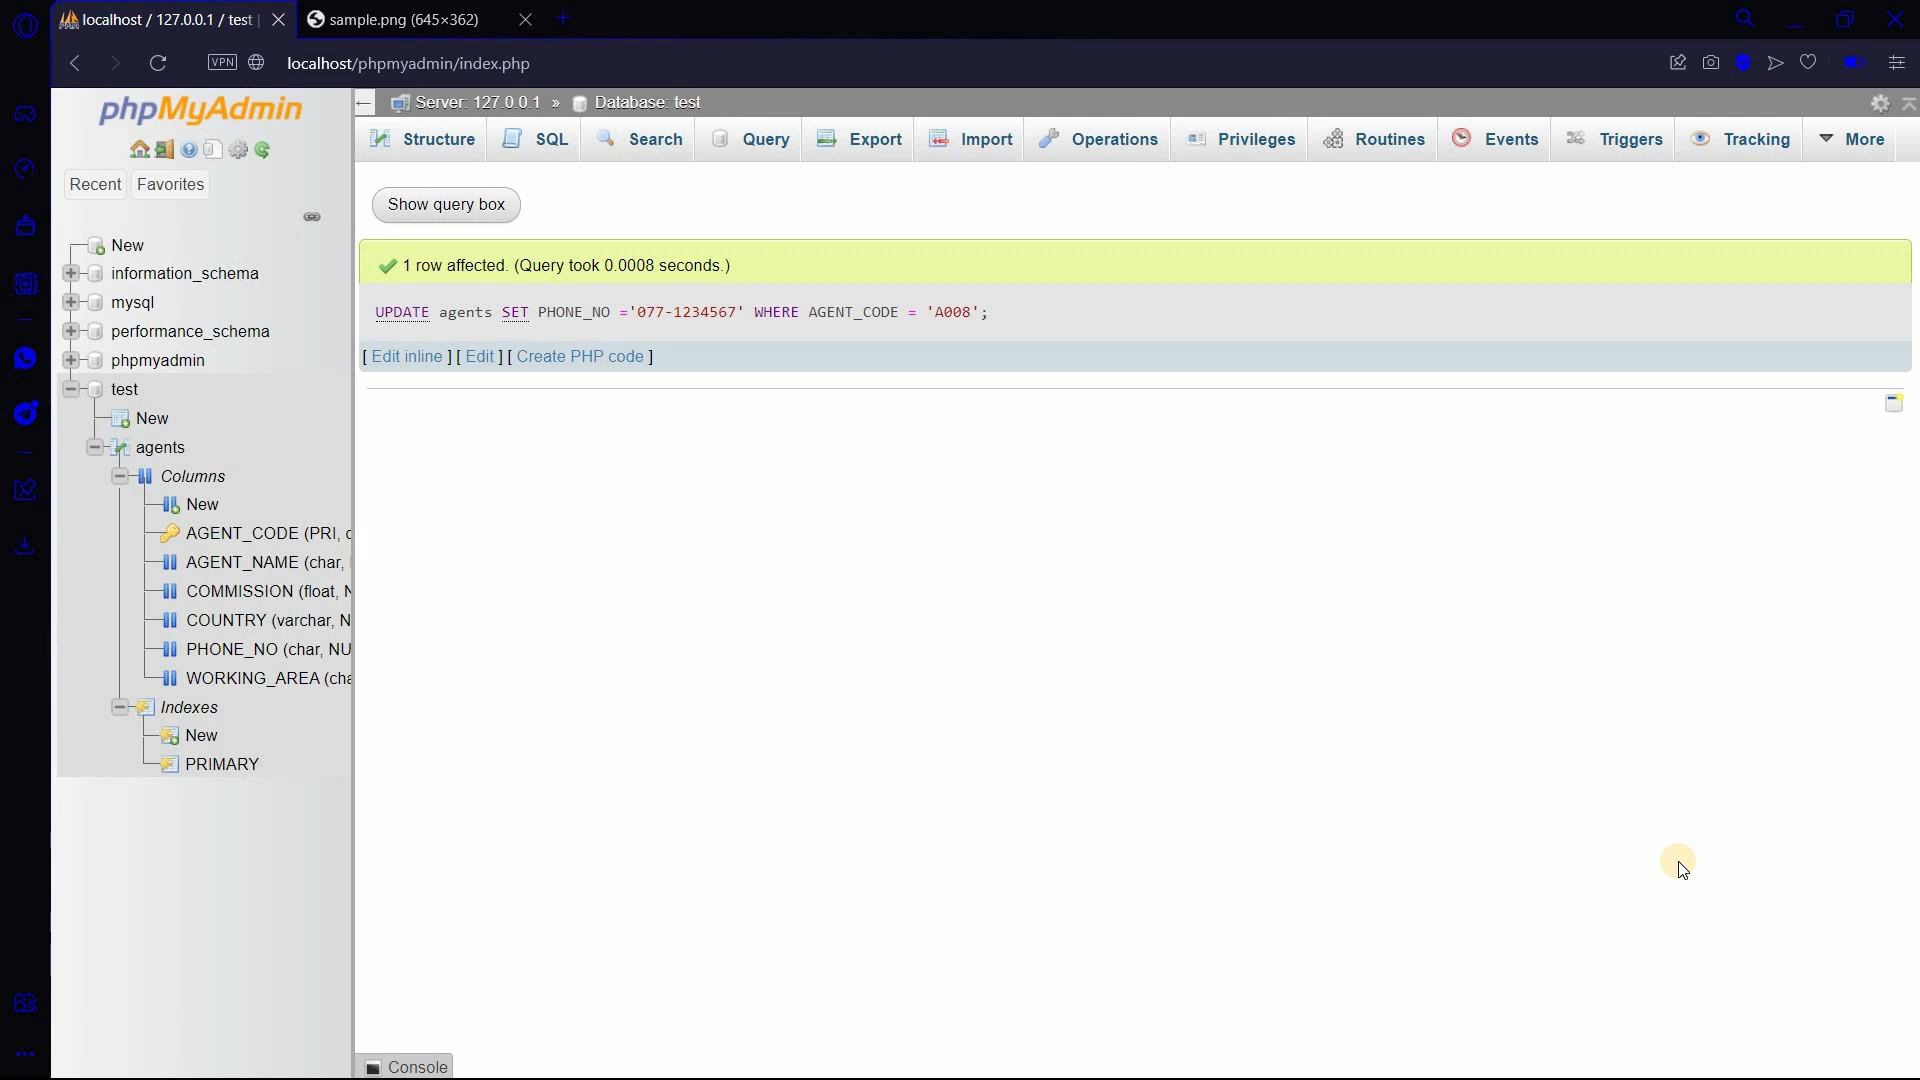 localhost / 127.0.0.1 / test
sample.png (645×362)
VPN
localhost/phpmyadmin/index.php
phpMyAdmin
Recent
Favorites
New
information_schema
mysql
performance_schema
phpmyadmin
test
New
agents
Columns
New
AGENT_CODE (PRI, c
AGENT_NAME (char,
COMMISSION (float, N
COUNTRY (varchar, N
PHONE_NO (char, NU
WORKING_AREA (cha
Indexes
New
PRIMARY
Server: 127.0.0.1 » Database: test
Structure SQL Search Query Export Import Operations Privileges Routines Events Triggers Tracking More
Show query box
1 row affected. (Query took 0.0008 seconds.)
UPDATE agents SET PHONE_NO ='077-1234567' WHERE AGENT_CODE = 'A008';
[ Edit inline ] [ Edit ] [ Create PHP code ]
Console